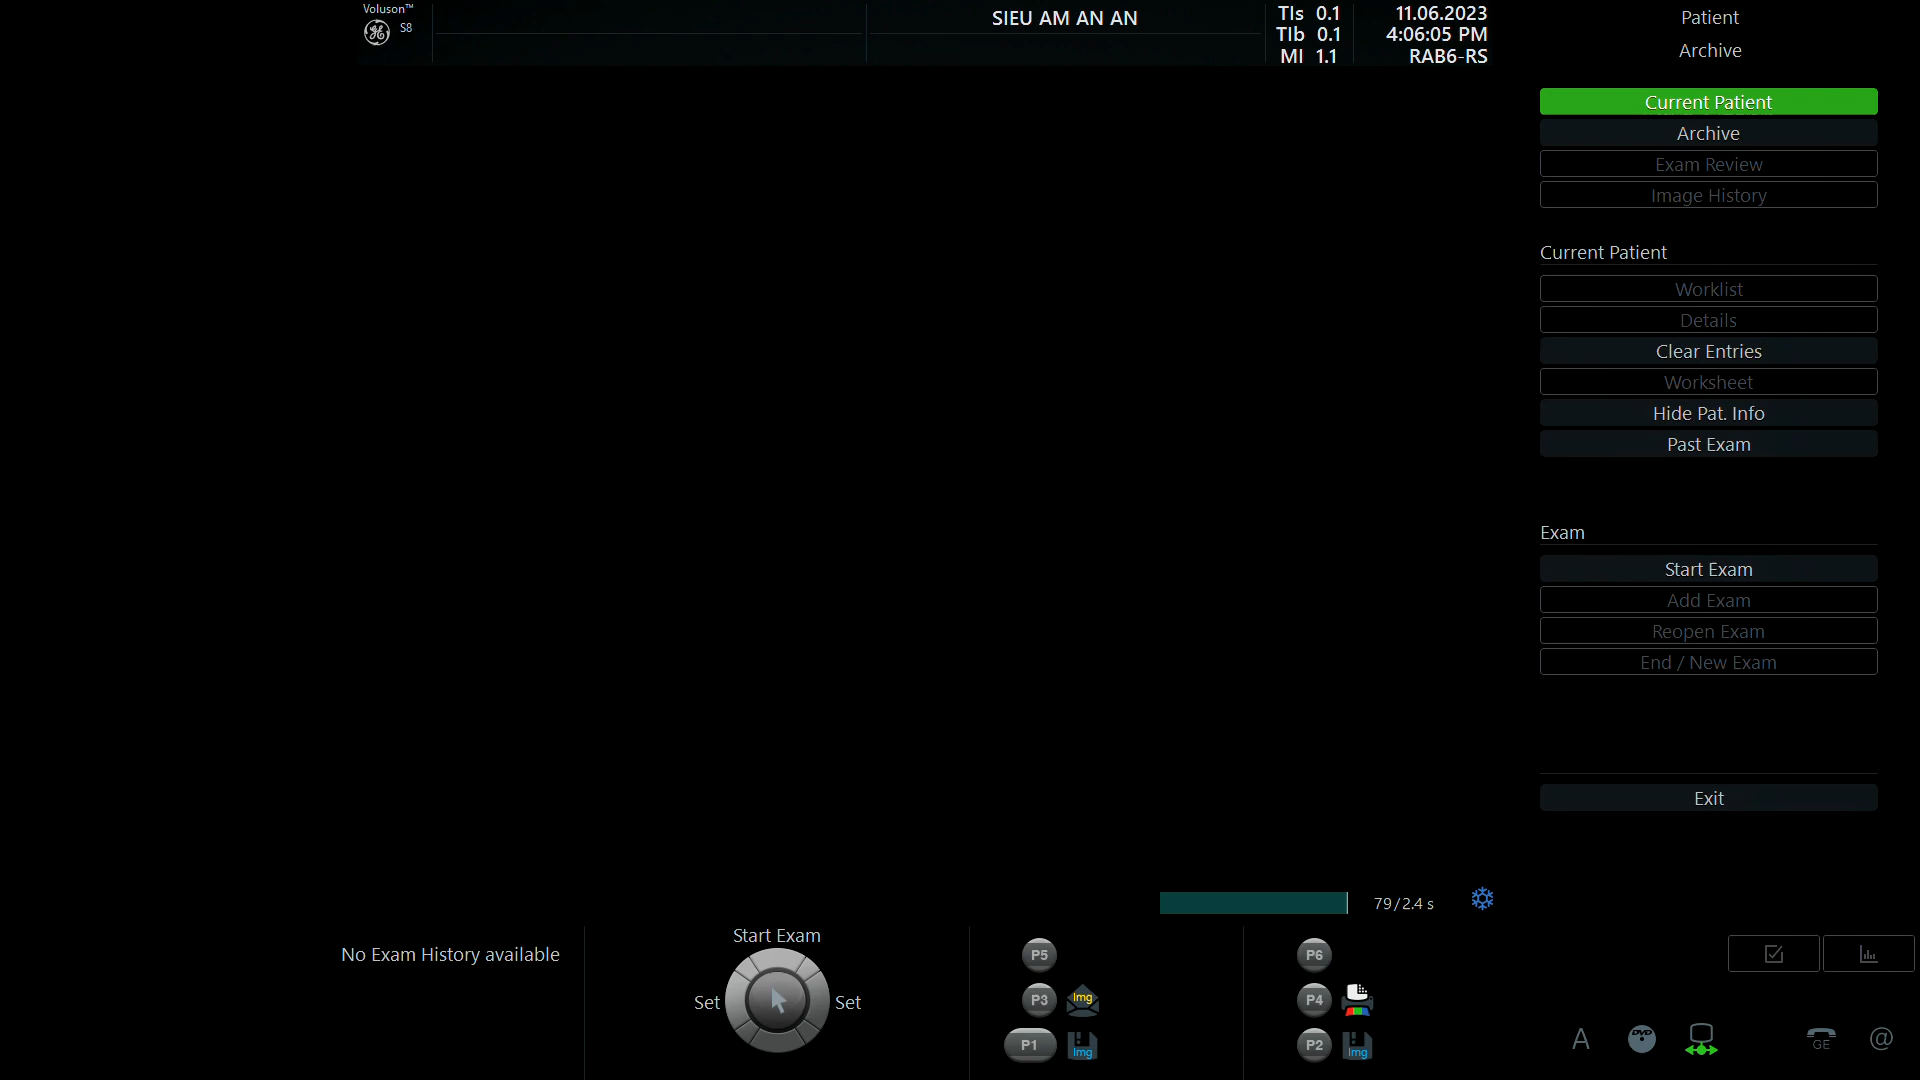 Voluson™
S8
SIEU AM AN AN
TIs 0.1
TIb 0.1
MI 1.1
11.06.2023
4:06:05 PM
RAB6-RS
Patient
Archive
Current Patient
Archive
Exam Review
Image History
Current Patient
Worklist
Details
Clear Entries
Worksheet
Hide Pat. Info
Past Exam
Exam
Start Exam
Add Exam
Reopen Exam
End / New Exam
Exit
79/2.4 s
No Exam History available
Start Exam
Set
Set
P5
P3
Img
P1
Img
P6
P4
P2
Img
A
DVD
GE
@